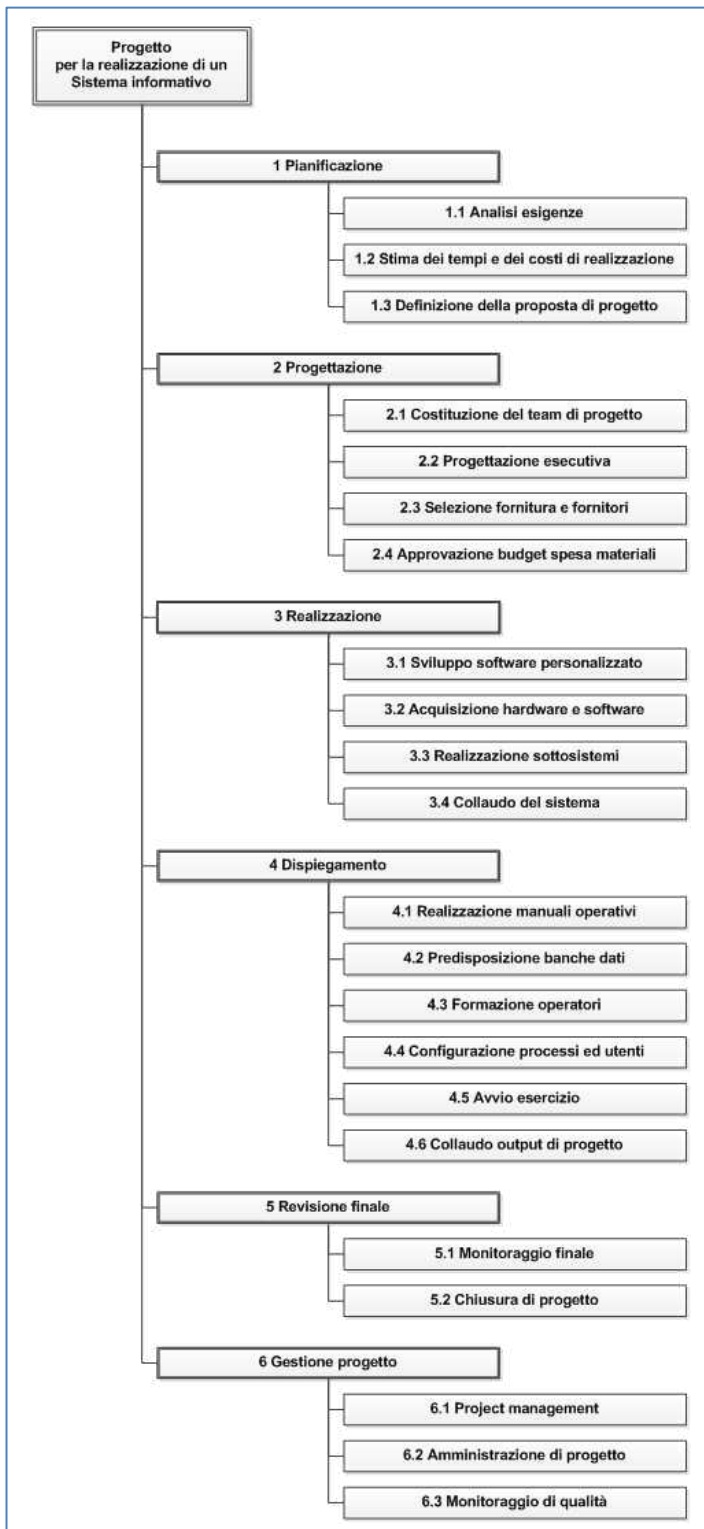 Progetto
per la realizzazione di un
Sistema informativo
1 Pianificazione
1.1 Analisi esigenze
1.2 Stima dei tempi e dei costi di realizzazione
1.3 Definizione della proposta di progetto
2 Progettazione
2.1 Costituzione del team di progetto
2.2 Progettazione esecutiva
2.3 Selezione fornitura e fornitori
2.4 Approvazione budget spesa materiali
3 Realizzazione
3.1 Sviluppo software personalizzato
3.2 Acquisizione hardware e software
3.3 Realizzazione sottosistemi
3.4 Collaudo del sistema
4 Dispiegamento
4.1 Realizzazione manuali operativi
4.2 Predisposizione banche dati
4.3 Formazione operatori
4.4 Configurazione processi ed utenti
4.5 Avvio esercizio
4.6 Collaudo output di progetto
5 Revisione finale
5.1 Monitoraggio finale
5.2 Chiusura di progetto
6 Gestione progetto
6.1 Project management
6.2 Amministrazione di progetto
6.3 Monitoraggio di qualità